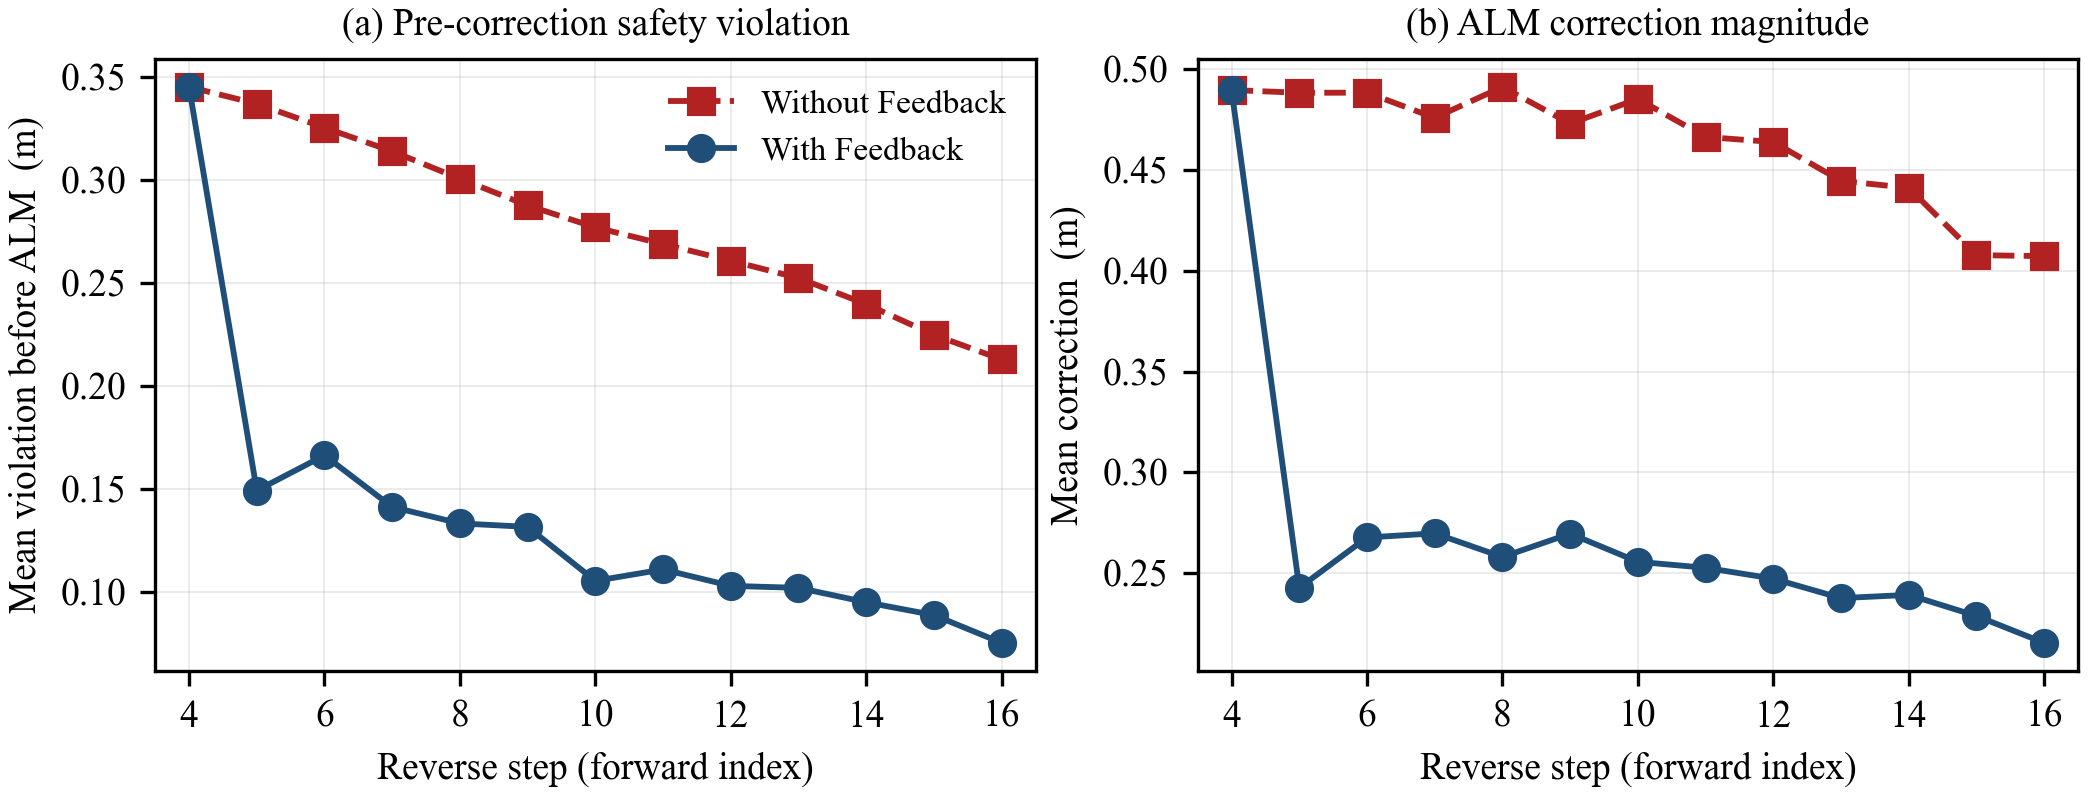 (a) Pre-correction safety violation
Mean violation before ALM (m)
0.35
0.30
0.25
0.20
0.15
0.10
Without Feedback
With Feedback
4 6 8 10 12 14 16
Reverse step (forward index)
(b) ALM correction magnitude
Mean correction (m)
0.50
0.45
0.40
0.35
0.30
0.25
4 6 8 10 12 14 16
Reverse step (forward index)